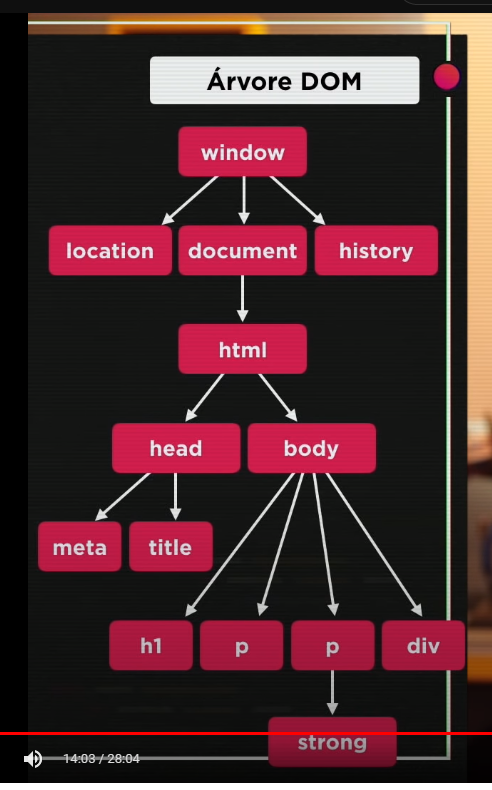 Árvore DOM
window
location document history
html
head body
meta title
h1 p p div
strong
14:03 / 28:04